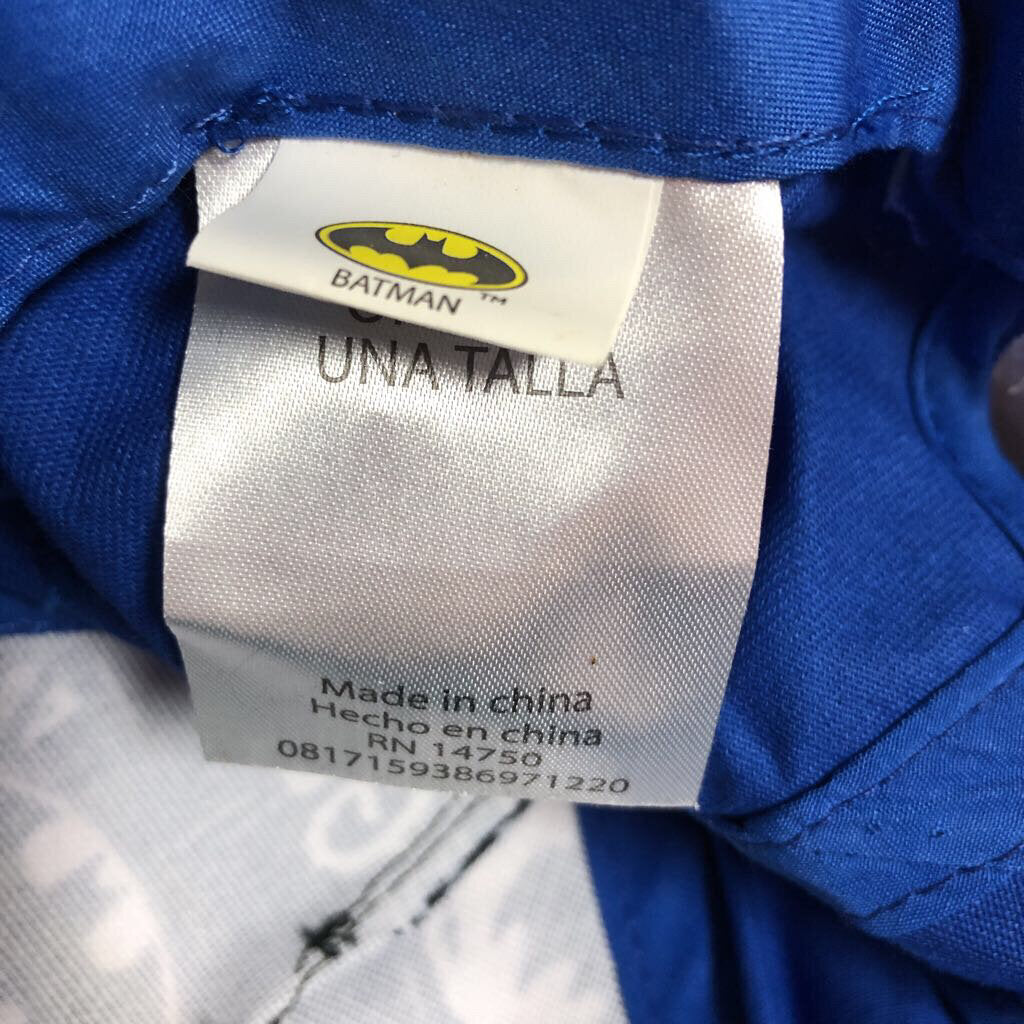 BATMAN ™
UNA TALLA
Made in china
Hecho en china
RN 14750
0817159386971220